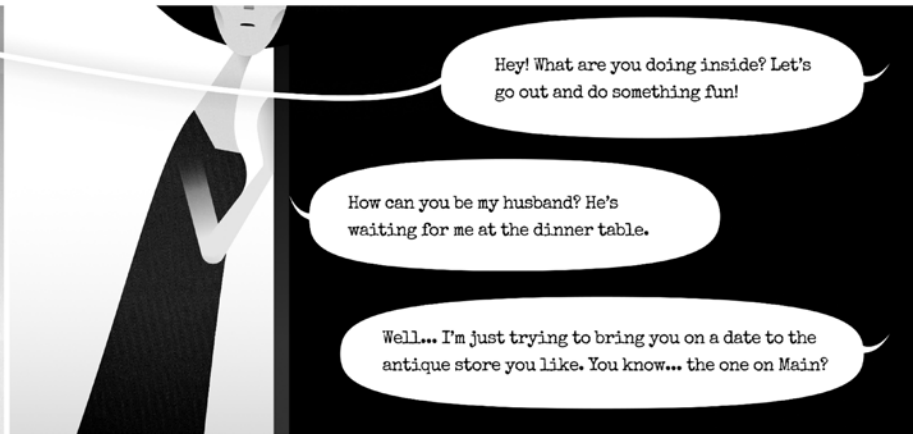 Hey! What are you doing inside? Let's
go out and do something fun!
How can you be my husband? He's
waiting for me at the dinner table.
Well... I'm just trying to bring you on a date to the
antique store you like. You know... the one on Main?